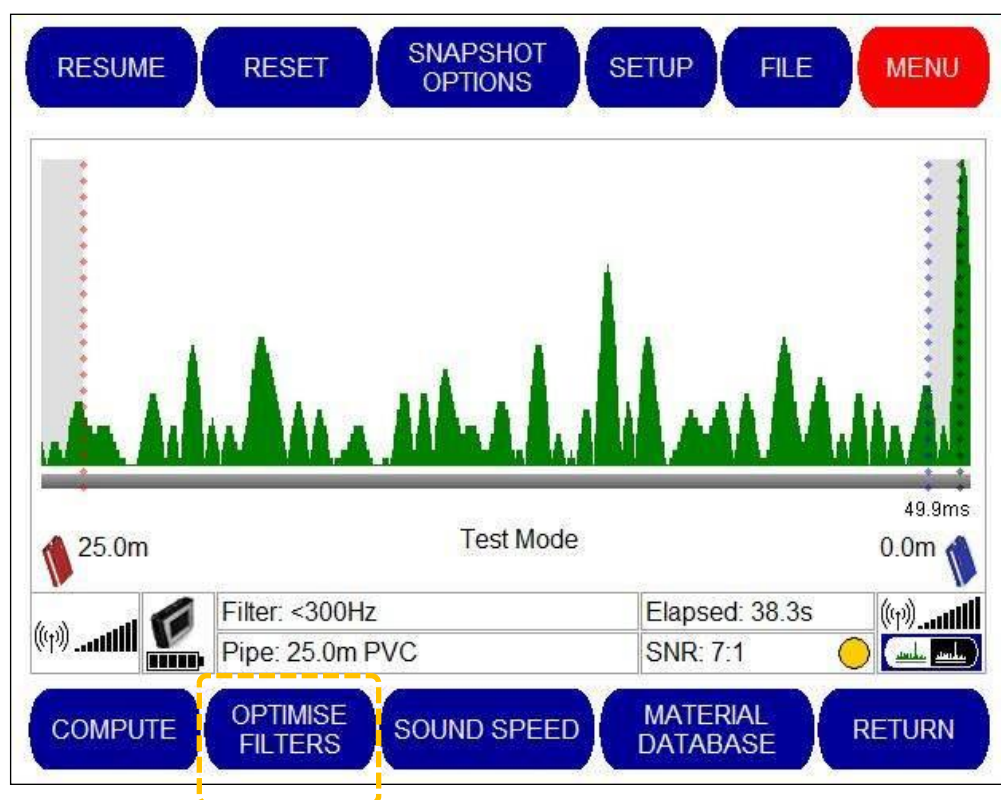 RESUME
RESET
SNAPSHOT
OPTIONS
SETUP
FILE
MENU
49.9ms
25.0m
Test Mode
0.0m
Filter: <300Hz
Elapsed: 38.3s
Pipe: 25.0m PVC
SNR: 7:1
COMPUTE
OPTIMISE
FILTERS
SOUND SPEED
MATERIAL
DATABASE
RETURN